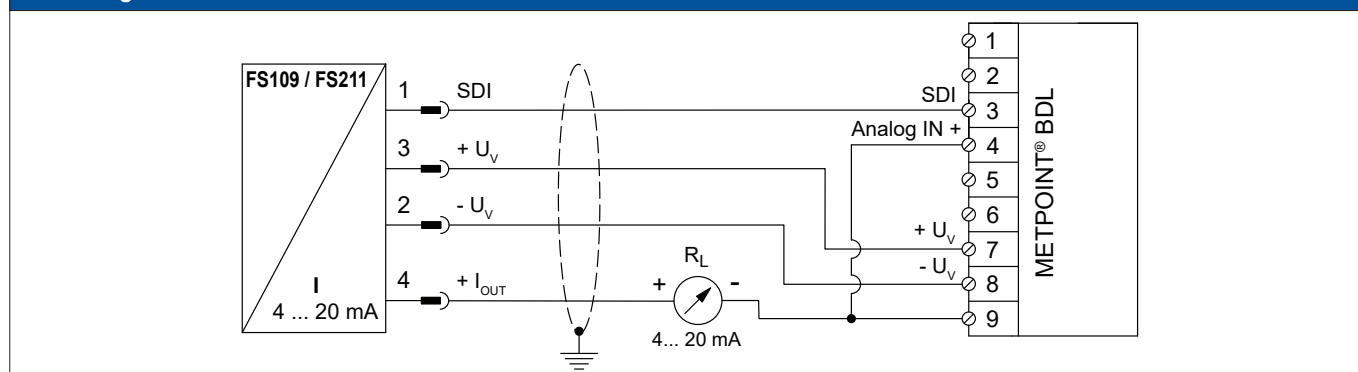 FS109 / FS211
1
SDI
3
+ Uv
2
- Uv
4
+ IOUT
I
4 ... 20 mA
RL
+
-
4... 20 mA
SDI
Analog IN +
+ Uv
- Uv
1
2
3
4
5
6
7
8
9
METPOINT® BDL